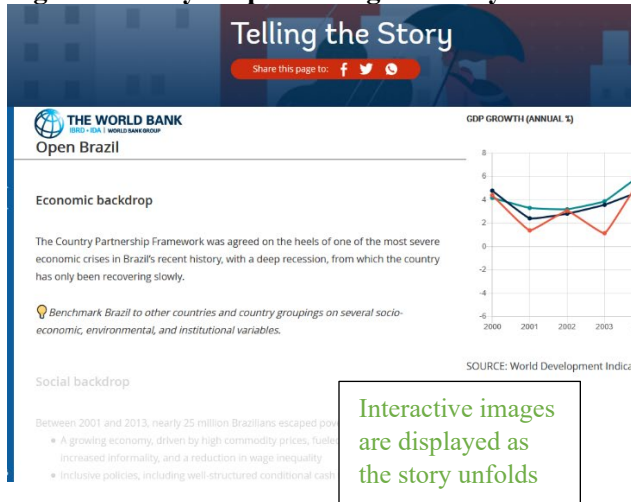 Telling the Story
Share this page to:
THE WORLD BANK
IBRD • IDA | WORLD BANK GROUP
Open Brazil
Economic backdrop
The Country Partnership Framework was agreed on the heels of one of the most severe
economic crises in Brazil's recent history, with a deep recession, from which the country
has only been recovering slowly.
Benchmark Brazil to other countries and country groupings on several socio-
economic, environmental, and institutional variables.
Social backdrop
Between 2001 and 2013, nearly 25 million Brazilians escaped
A growing economy, driven by high commodity prices,
increased informality, and a reduction in wage inequality
Inclusive policies, including well-structured conditional cash
GDP GROWTH (ANNUAL %)
8
6
4
2
0
-2
-4
-6
2000 2001 2002 2003
SOURCE: World Development
Interactive images
are displayed as
the story unfolds